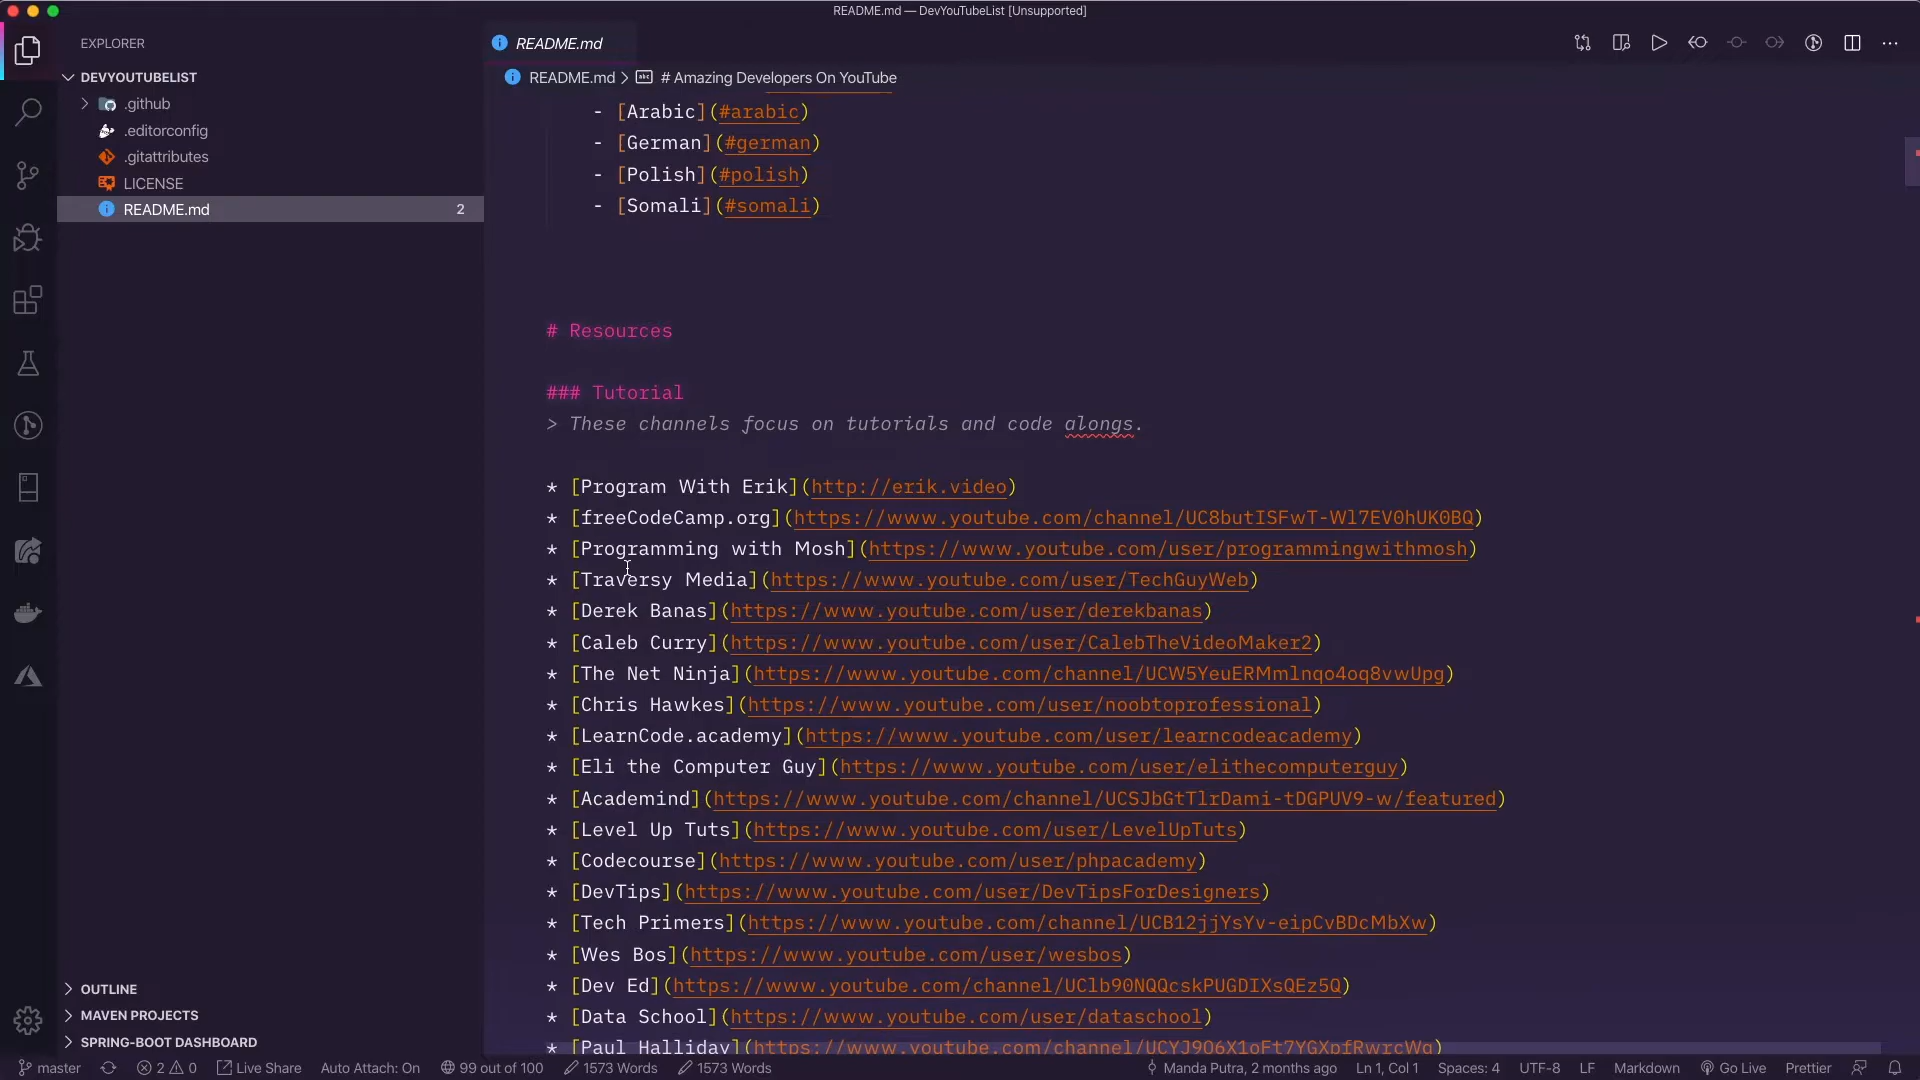 README.md — DevYouTubeList [Unsupported]
EXPLORER
DEVYOUTUBELIST
.github
.editorconfig
.gitattributes
LICENSE
README.md 2
OUTLINE
MAVEN PROJECTS
SPRING-BOOT DASHBOARD
README.md
README.md > # Amazing Developers On YouTube
- [Arabic](#arabic)
- [German](#german)
- [Polish](#polish)
- [Somali](#somali)
# Resources
### Tutorial
> These channels focus on tutorials and code alongs.
* [Program With Erik](http://erik.video)
* [freeCodeCamp.org](https://www.youtube.com/channel/UC8butISFwT-Wl7EV0hUK0BQ)
* [Programming with Mosh](https://www.youtube.com/user/programmingwithmosh)
* [Traversy Media](https://www.youtube.com/user/TechGuyWeb)
* [Derek Banas](https://www.youtube.com/user/derekbanas)
* [Caleb Curry](https://www.youtube.com/user/CalebTheVideoMaker2)
* [The Net Ninja](https://www.youtube.com/channel/UCW5YeuERMmlnqo4oq8vwUpg)
* [Chris Hawkes](https://www.youtube.com/user/noobtoprofessional)
* [LearnCode.academy](https://www.youtube.com/user/learncodeacademy)
* [Eli the Computer Guy](https://www.youtube.com/user/elithecomputerguy)
* [Academind](https://www.youtube.com/channel/UCSJbGtTlrDami-tDGPUV9-w/featured)
* [Level Up Tuts](https://www.youtube.com/user/LevelUpTuts)
* [Codecourse](https://www.youtube.com/user/phpacademy)
* [DevTips](https://www.youtube.com/user/DevTipsForDesigners)
* [Tech Primers](https://www.youtube.com/channel/UCB12jjYsYv-eipCvBDcMbXw)
* [Wes Bos](https://www.youtube.com/user/wesbos)
* [Dev Ed](https://www.youtube.com/channel/UClb90NQQcskPUGDIXsQEz5Q)
* [Data School](https://www.youtube.com/user/dataschool)
* [Paul Halliday](https://www.youtube.com/channel/UCYJ9O6X1oFt7YGXpfRwrcWg)
master 2 0 Live Share Auto Attach: On 99 out of 100 1573 Words 1573 Words Manda Putra, 2 months ago Ln 1, Col 1 Spaces: 4 UTF-8 LF Markdown Go Live Prettier